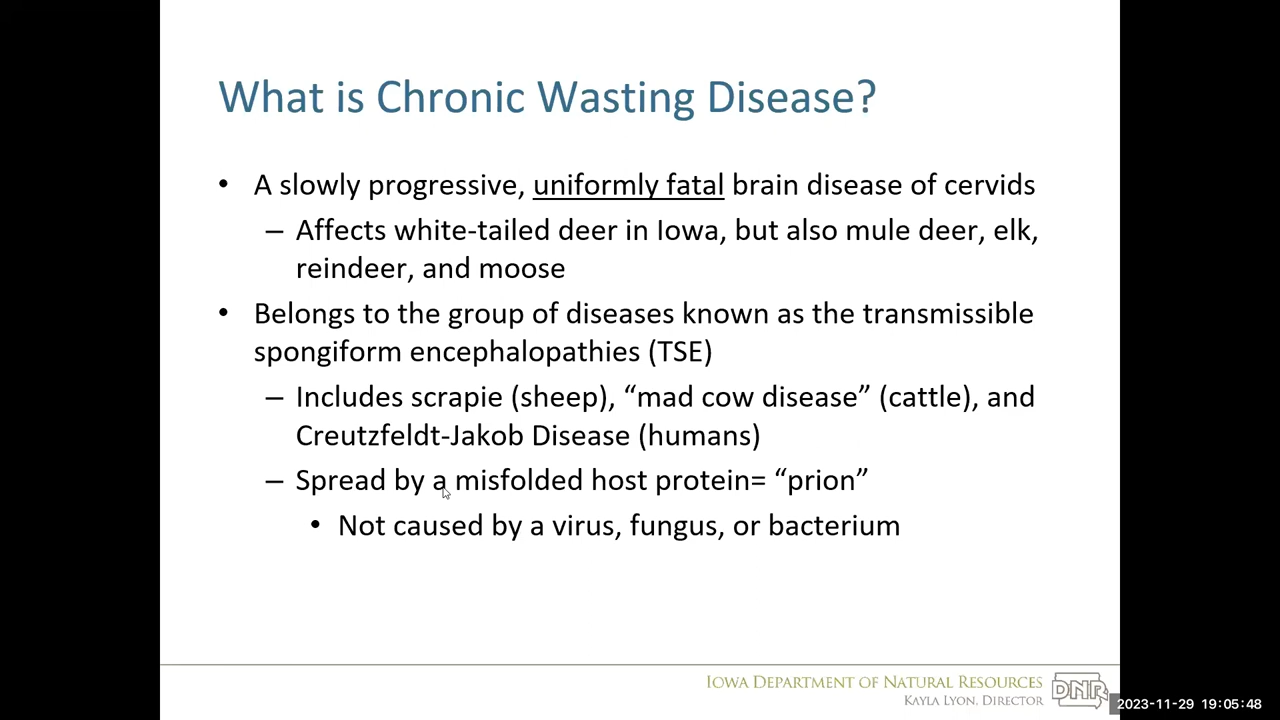 What is Chronic Wasting Disease?
• A slowly progressive, uniformly fatal brain disease of cervids
– Affects white-tailed deer in Iowa, but also mule deer, elk,
reindeer, and moose
• Belongs to the group of diseases known as the transmissible
spongiform encephalopathies (TSE)
– Includes scrapie (sheep), “mad cow disease” (cattle), and
Creutzfeldt-Jakob Disease (humans)
– Spread by a misfolded host protein= “prion”
• Not caused by a virus, fungus, or bacterium
IOWA DEPARTMENT OF NATURAL RESOURCES
KAYLA LYON, DIRECTOR
DNR
2023-11-29 19:05:48